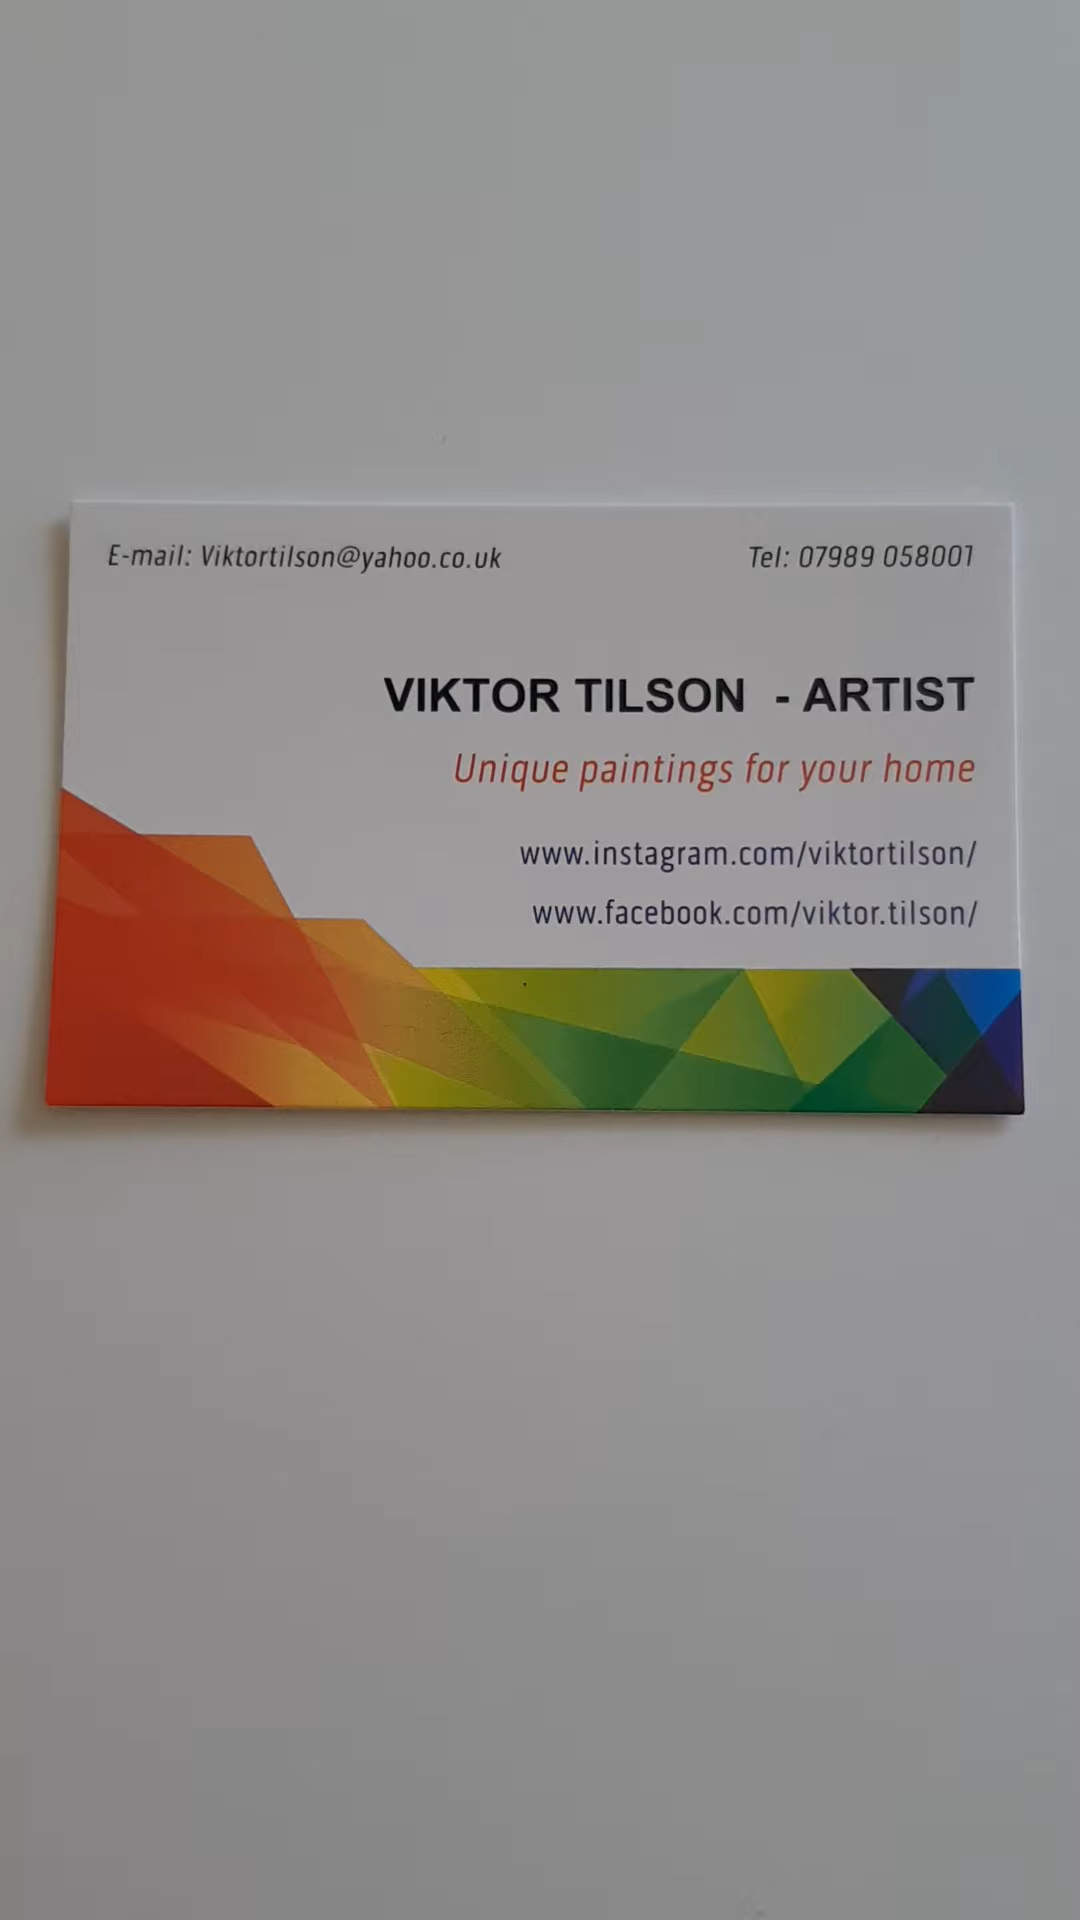 E-mail: Viktortilson@yahoo.co.uk
Tel: 07989 058001
VIKTOR TILSON - ARTIST
Unique paintings for your home
www.instagram.com/viktortilson/
www.facebook.com/viktor.tilson/